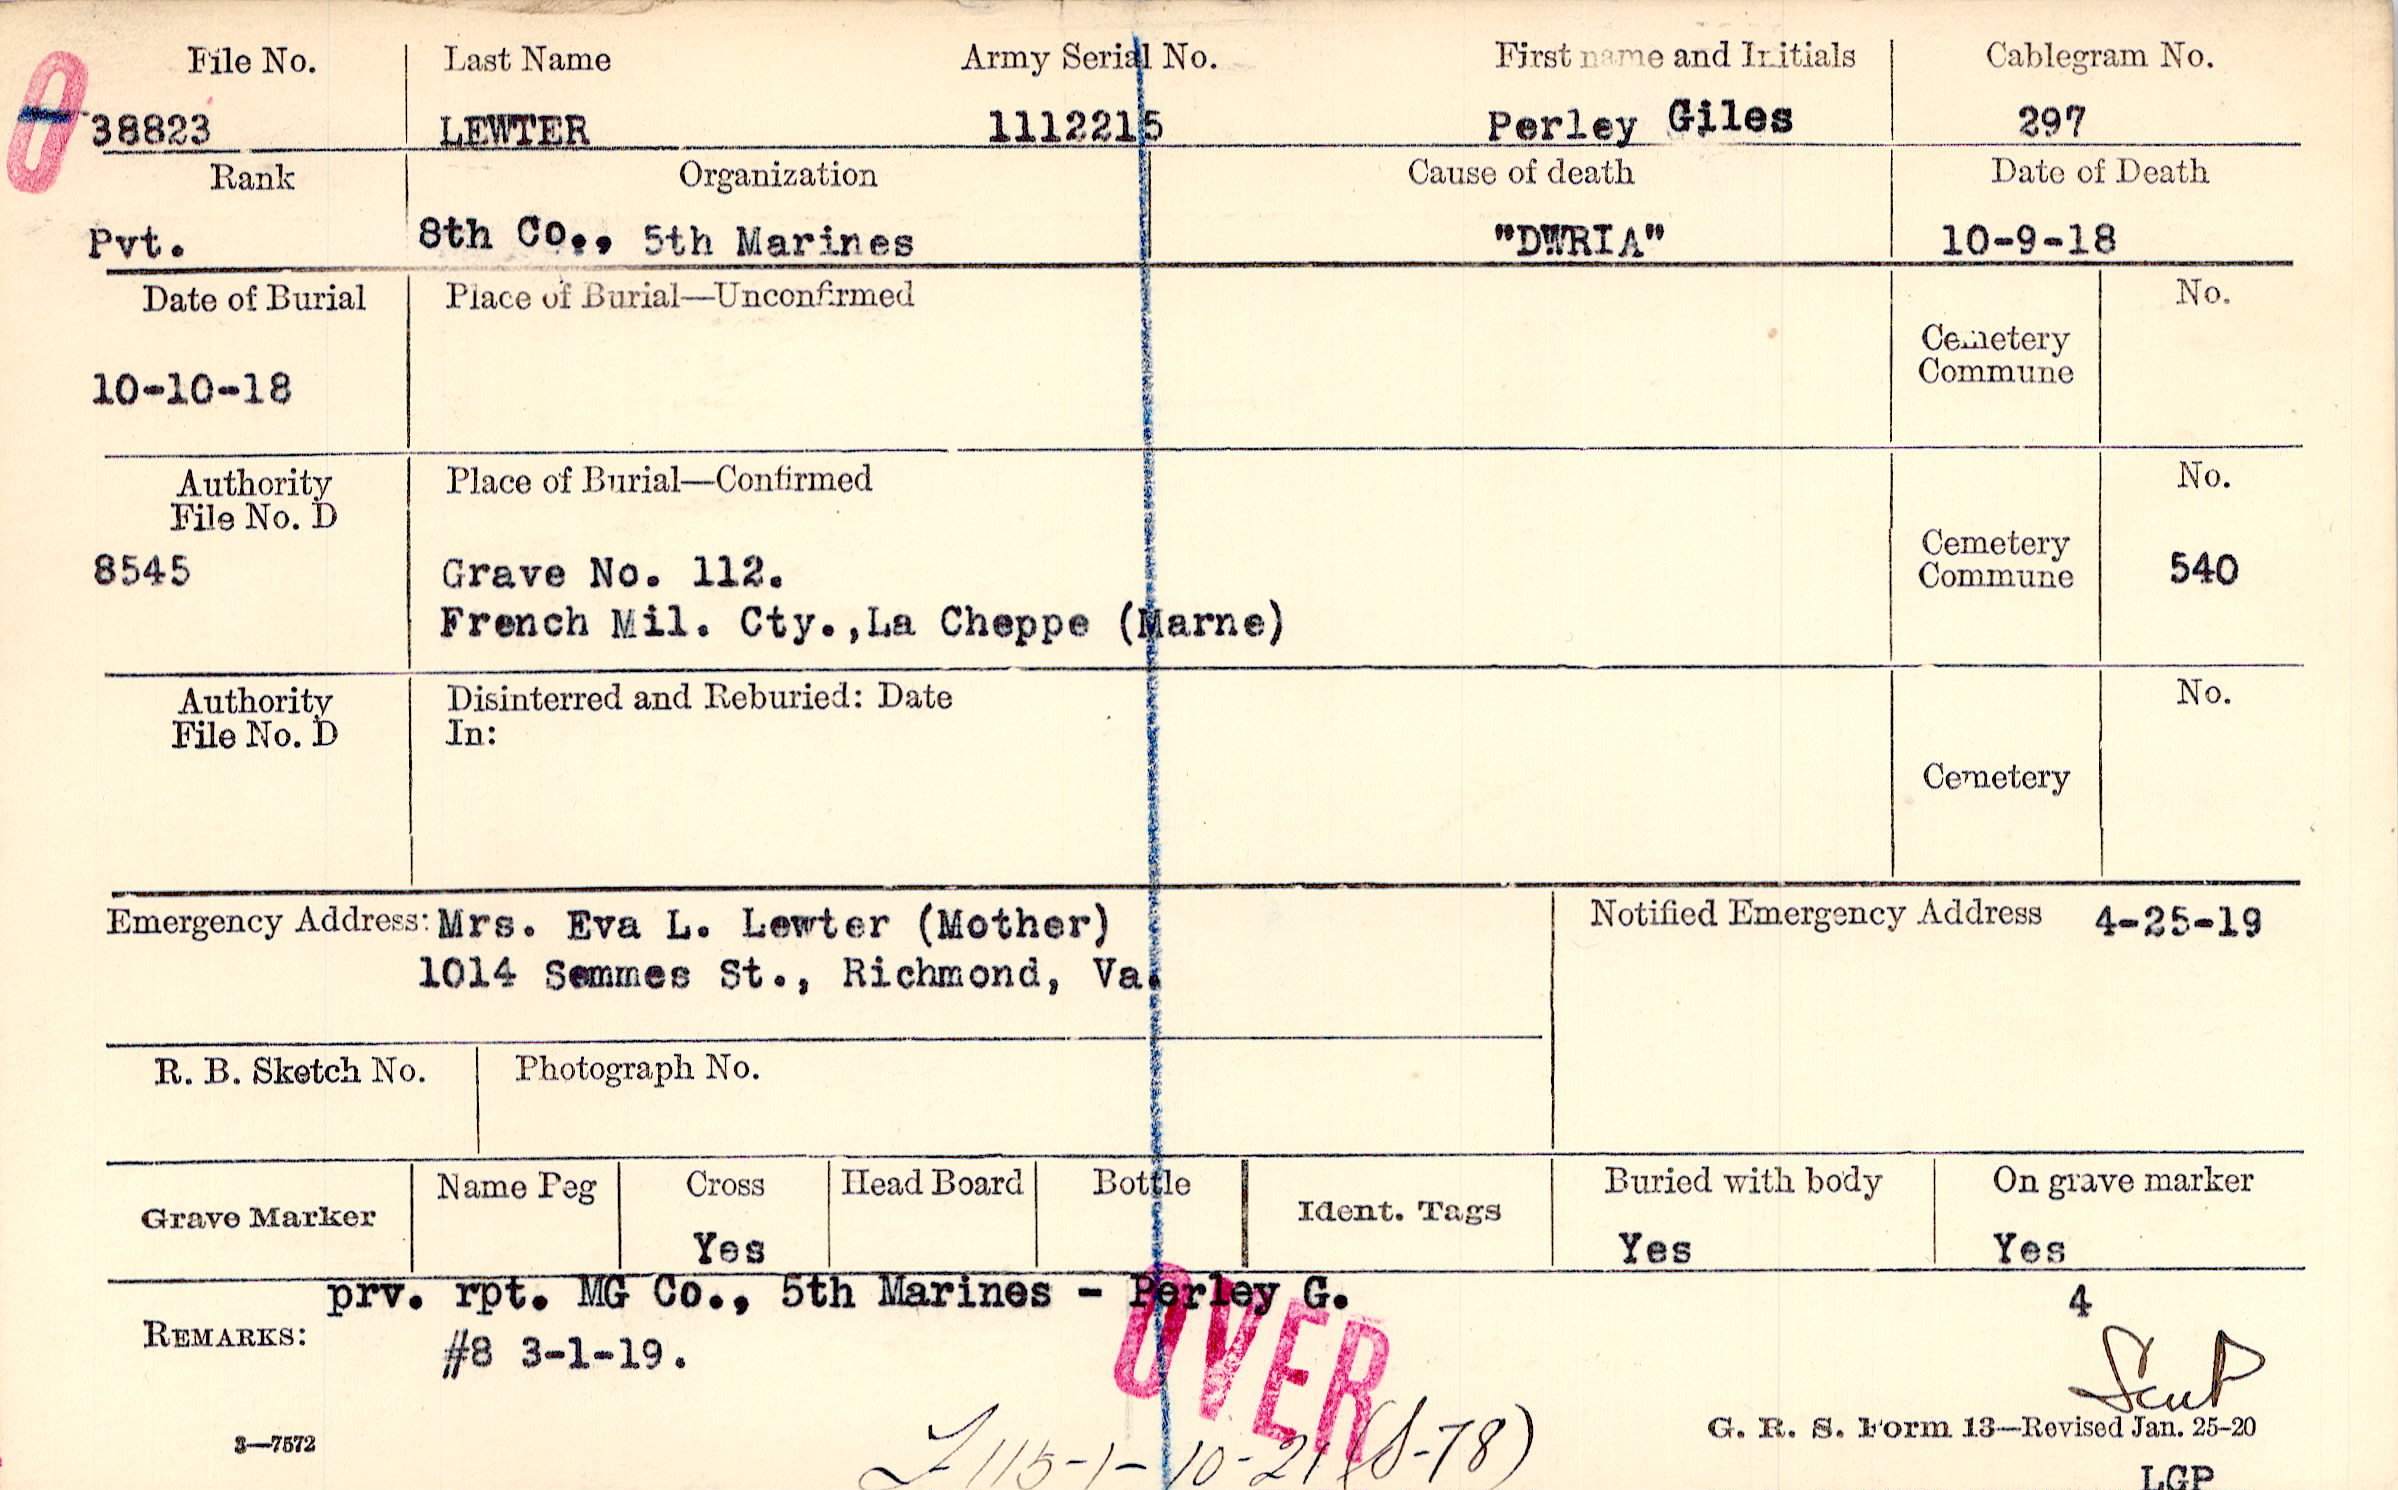 File No. Last Name Army Serial No. First name and Initials Cablegram No.
38823 LEWTER 1112215 Perley Giles 297
Rank Organization Cause of death Date of Death
Pvt. 8th Co., 5th Marines "DWRIA" 10-9-18
Date of Burial Place of Burial—Unconfirmed No.
Cemetery
Commune
10-10-18
Authority Place of Burial—Confirmed No.
File No. D
Cemetery
Commune
8545 Grave No. 112. 540
French Mil. Cty.,La Cheppe (Marne)
Authority Disinterred and Reburied: Date No.
File No. D In:
Cemetery
Emergency Address: Mrs. Eva L. Lewter (Mother) Notified Emergency Address 4-25-19
1014 Semmes St., Richmond, Va.
R. B. Sketch No. Photograph No.
Name Peg Cross Head Board Bottle Buried with body On grave marker
Grave Marker Ident. Tags
Yes Yes Yes
prv. rpt. MG Co., 5th Marines - Perley G. 4
REMARKS: #8 3-1-19.
OVER
115-1-10-21 (S-78)
G. R. S. Form 13—Revised Jan. 25-20
3—7572
LGP